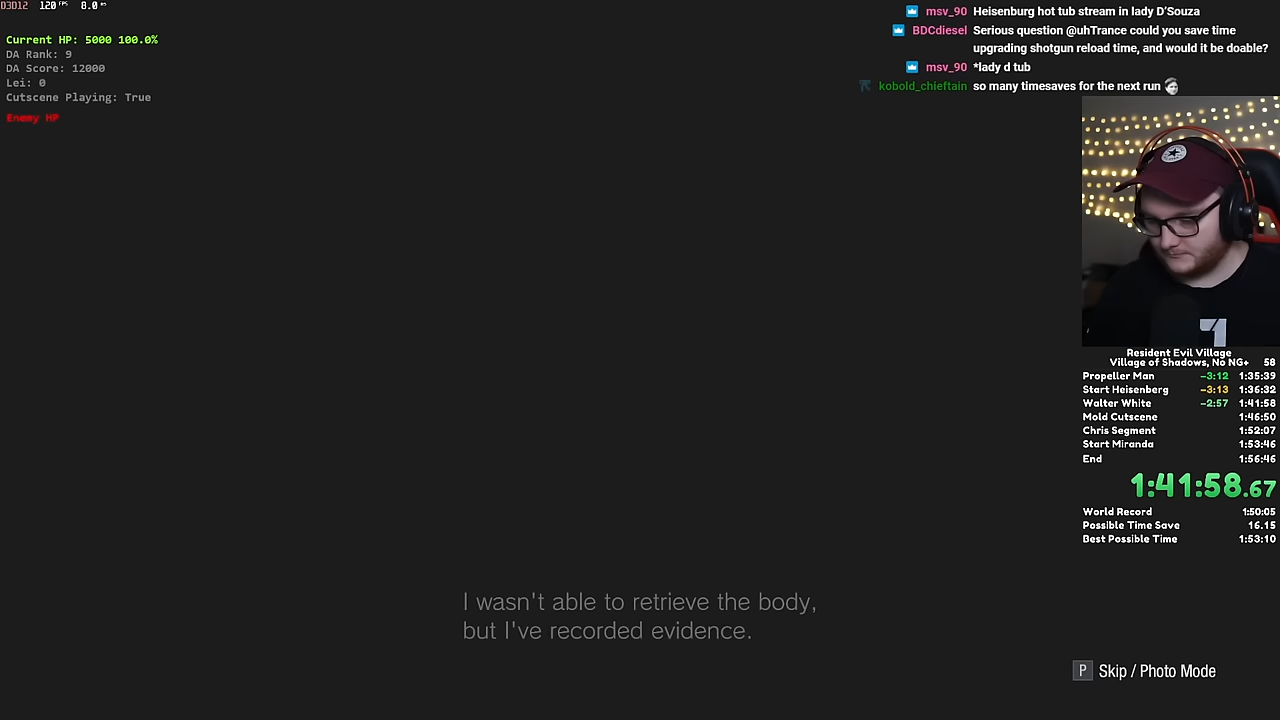 D3D12 120 FPS 8.0 ms
Current HP: 5000 100.0%
DA Rank: 9
DA Score: 12000
Lei: 0
Cutscene Playing: True
Enemy HP
msv_90 Heisenburg hot tub stream in lady D'Souza
BDCdiesel Serious question @uhTrance could you save time
upgrading shotgun reload time, and would it be doable?
msv_90 *lady d tub
kobold_chieftain so many timesaves for the next run
Resident Evil Village
Village of Shadows, No NG+ 58
Propeller Man -3:12 1:35:39
Start Heisenberg -3:13 1:36:32
Walter White -2:57 1:41:58
Mold Cutscene 1:46:50
Chris Segment 1:52:07
Start Miranda 1:53:46
End 1:56:46
1:41:58.67
World Record 1:50:05
Possible Time Save 16.15
Best Possible Time 1:53:10
I wasn't able to retrieve the body,
but I've recorded evidence.
P Skip / Photo Mode